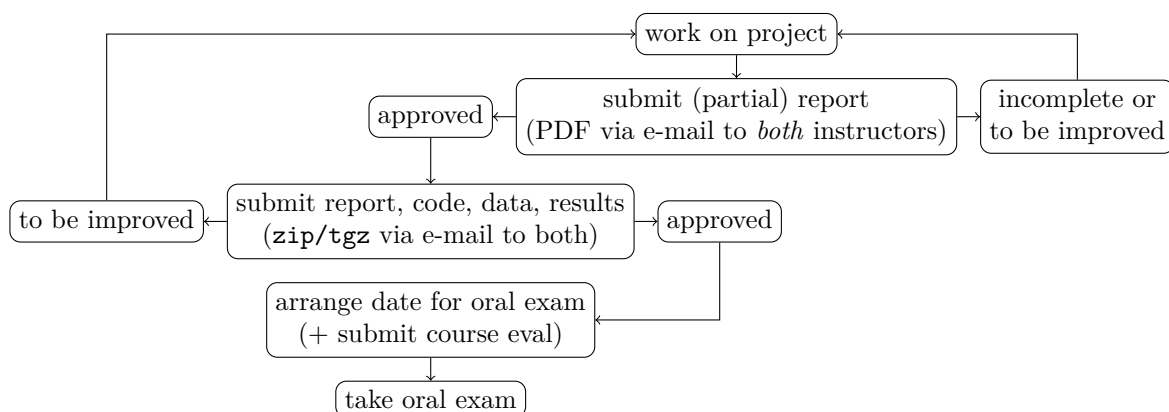 work on project
approved
submit (partial) report
(PDF via e-mail to both instructors)
incomplete or
to be improved
to be improved
submit report, code, data, results
(zip/tgz via e-mail to both)
approved
arrange date for oral exam
(+ submit course eval)
take oral exam